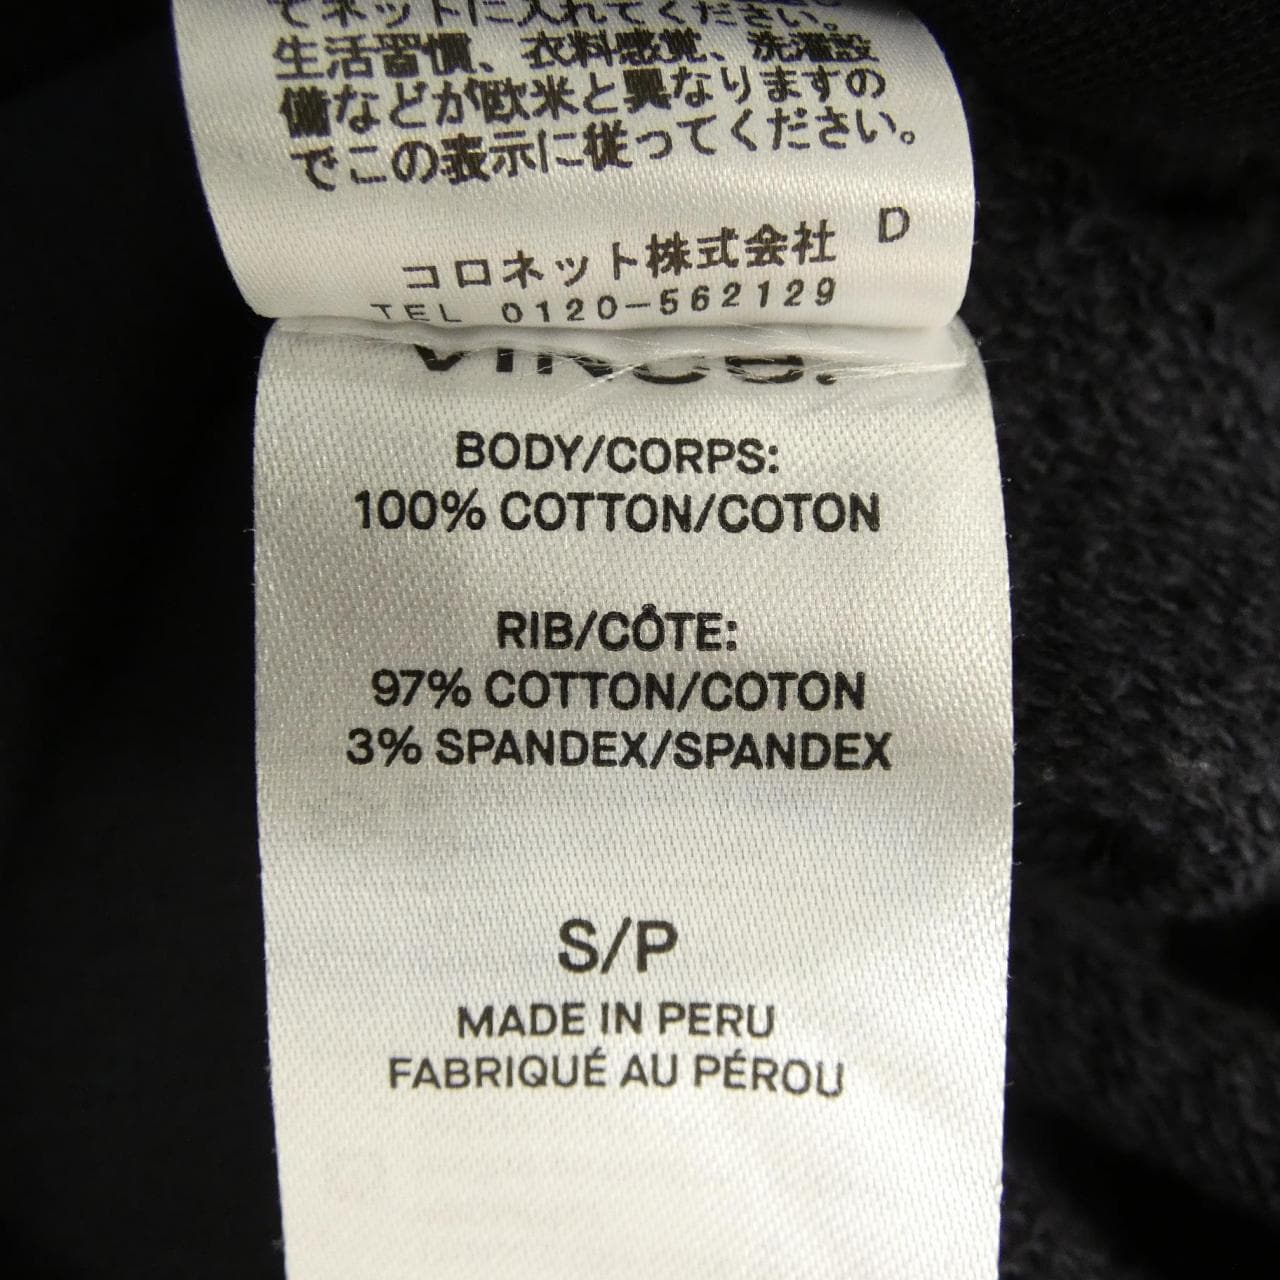 でネットに入れてください。
生活習慣、衣料感覚、洗濯設
備などが欧米と異なりますの
でこの表示に従ってください。
コロネット株式会社 D
TEL 0120-562129
VINCE.
BODY/CORPS:
100% COTTON/COTON
RIB/CÔTE:
97% COTTON/COTON
3% SPANDEX/SPANDEX
S/P
MADE IN PERU
FABRIQUÉ AU PÉROU